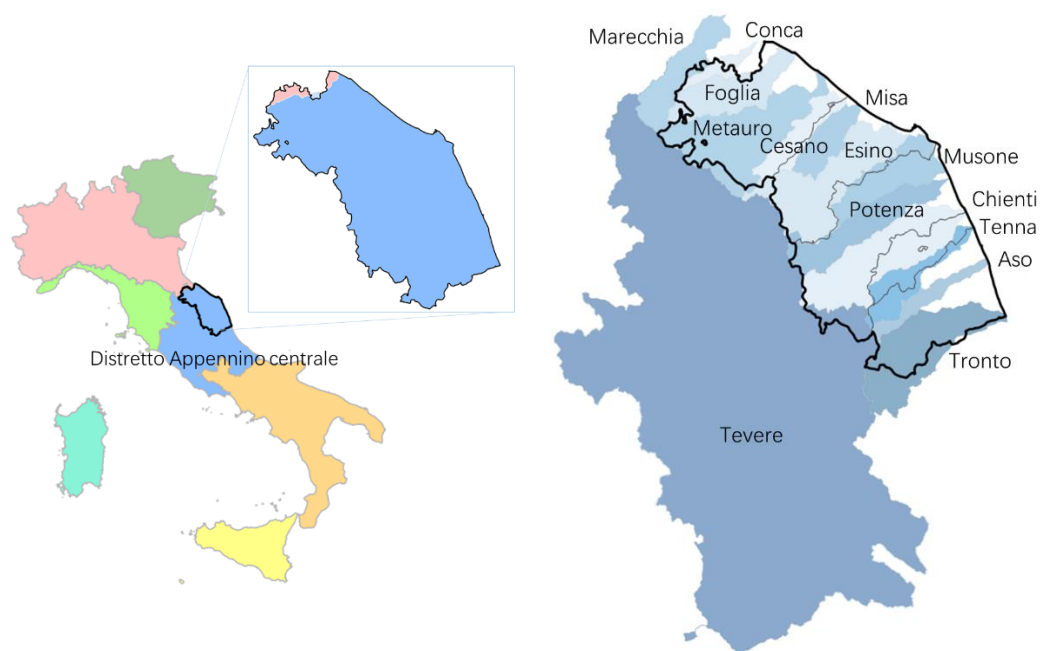 Distretto Appennino centrale
Marecchia
Conca
Foglia
Misa
Metauro
Cesano
Esino
Musone
Potenza
Chienti
Tenna
Aso
Tronto
Tevere